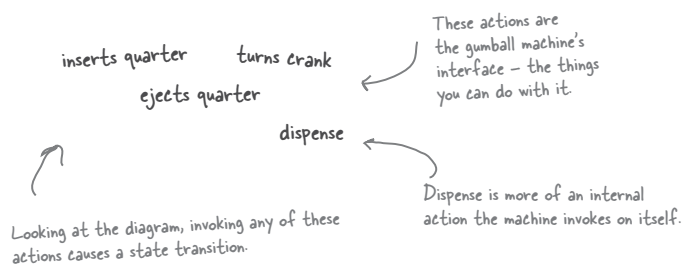 These actions are
the gumball machine's
interface – the things
you can do with it.
inserts quarter
turns crank
ejects quarter
dispense
Dispense is more of an internal
action the machine invokes on itself.
Looking at the diagram, invoking any of these
actions causes a state transition.